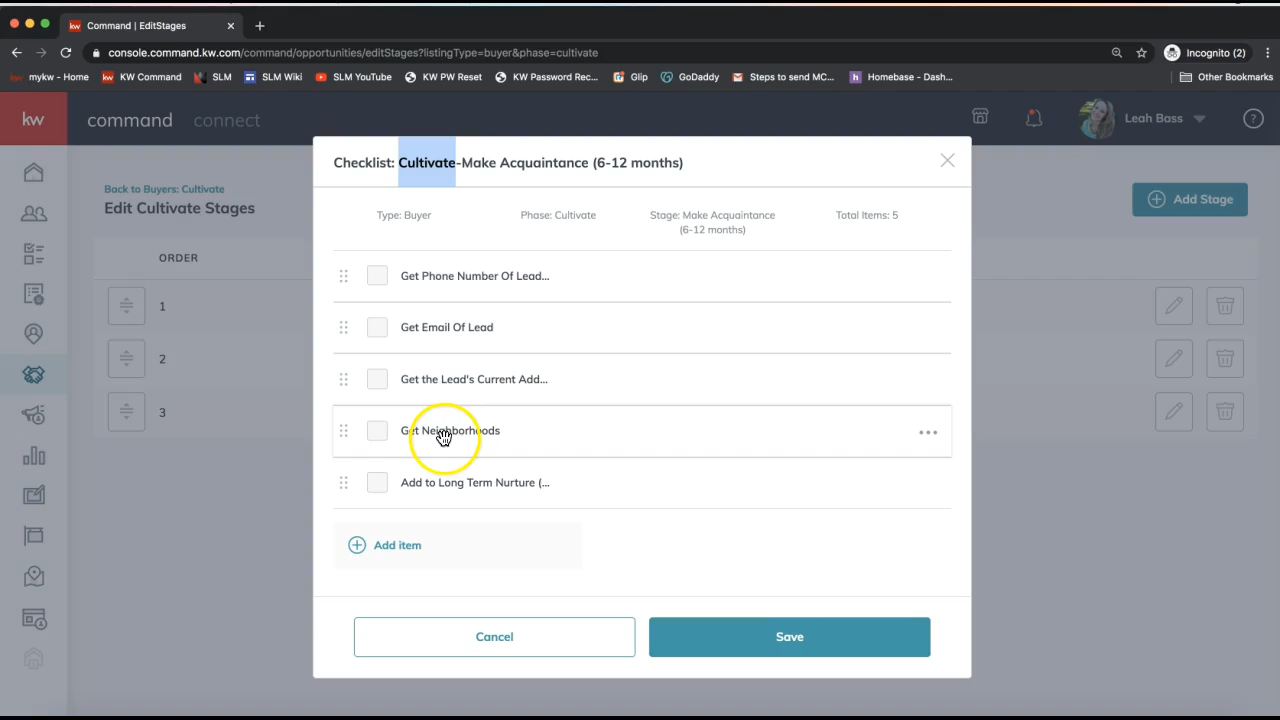 Command | EditStages
console.command.kw.com/command/opportunities/editStages?listingType=buyer&phase=cultivate
Incognito (2)
mykw - Home
KW Command
SLM
SLM Wiki
SLM YouTube
KW PW Reset
KW Password Rec...
Glip
GoDaddy
Steps to send MC...
Homebase - Dash...
Other Bookmarks
kw
command
connect
Leah Bass
Back to Buyers: Cultivate
Edit Cultivate Stages
Add Stage
ORDER
1
2
3
Checklist: Cultivate-Make Acquaintance (6-12 months)
Type: Buyer
Phase: Cultivate
Stage: Make Acquaintance
(6-12 months)
Total Items: 5
Get Phone Number Of Lead...
Get Email Of Lead
Get the Lead's Current Add...
Get Neighborhoods
Add to Long Term Nurture (...
Add item
Cancel
Save